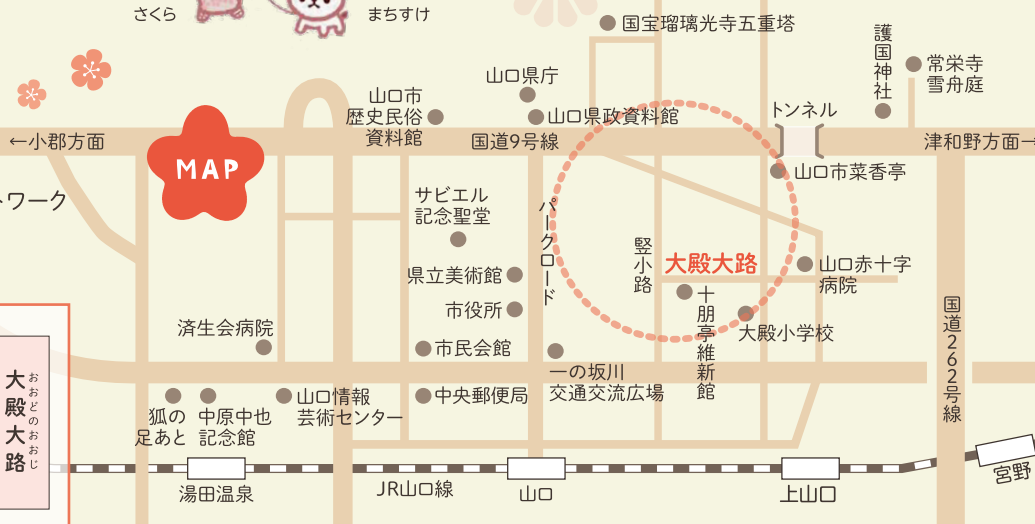 さくら
まちすけ
国宝瑠璃光寺五重塔
護国神社
常栄寺
雪舟庭
山口県庁
山口市
歴史民俗
資料館
山口県政資料館
トンネル
←小郡方面
MAP
国道9号線
津和野方面→
山口市菜香亭
トワーク
サビエル
記念聖堂
パークロード
竪小路
大殿大路
山口赤十字
病院
県立美術館
市役所
十朋亭維新館
大殿小学校
国道262号線
済生会病院
市民会館
一の坂川
交通交流広場
大殿大路
おおどのおおじ
狐の
足あと
中原中也
記念館
山口情報
芸術センター
中央郵便局
湯田温泉
JR山口線
山口
上山口
宮野